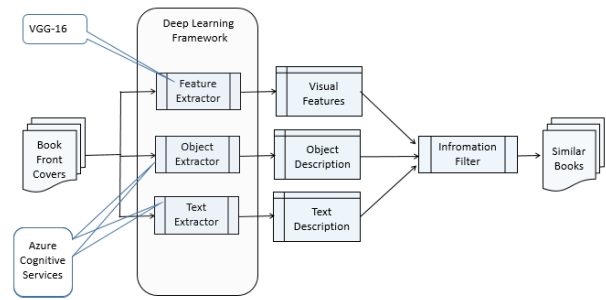 Deep Learning
Framework
VGG-16
Feature
Extractor
Visual
Features
Book
Front
Covers
Object
Extractor
Object
Description
Infromation
Filter
Similar
Books
Text
Extractor
Text
Description
Azure
Cognitive
Services